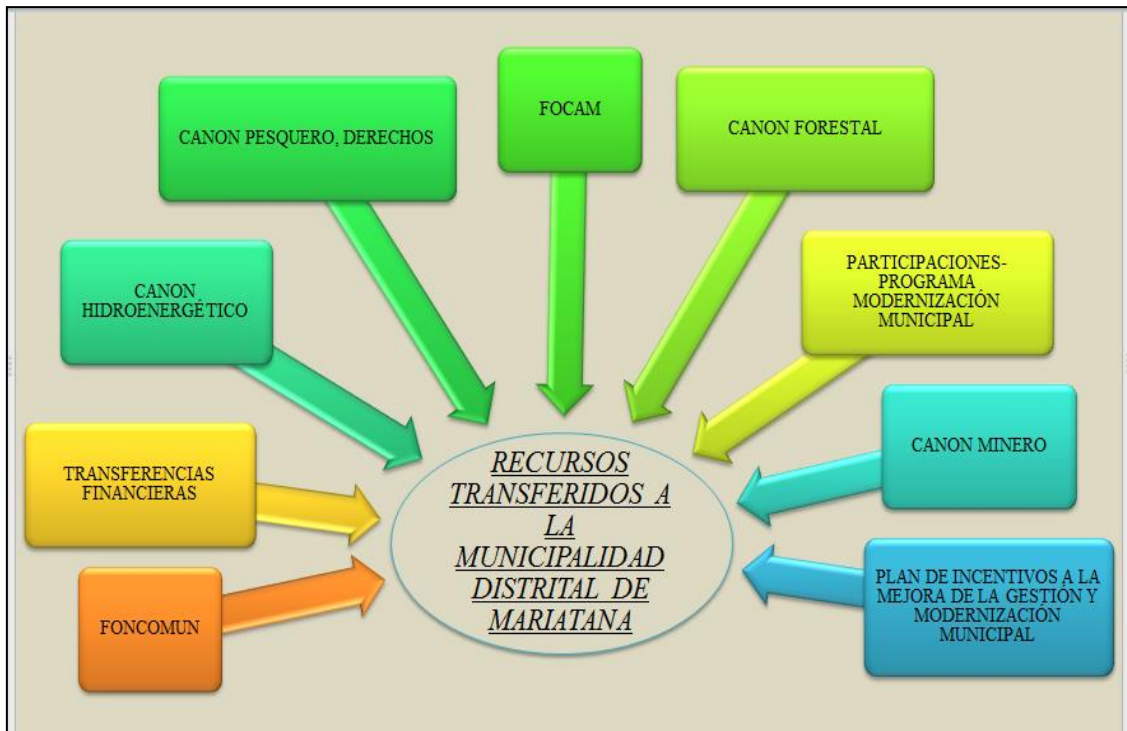 FOCAM
CANON PESQUERO, DERECHOS
CANON FORESTAL
CANON
HIDROENERGÉTICO
PARTICIPACIONES-
PROGRAMA
MODERNIZACIÓN
MUNICIPAL
TRANSFERENCIAS
FINANCIERAS
CANON MINERO
FONCOMUN
PLAN DE INCENTIVOS A LA
MEJORA DE LA GESTIÓN Y
MODERNIZACIÓN
MUNICIPAL
RECURSOS
TRANSFERIDOS A
LA
MUNICIPALIDAD
DISTRITAL DE
MARIATANA